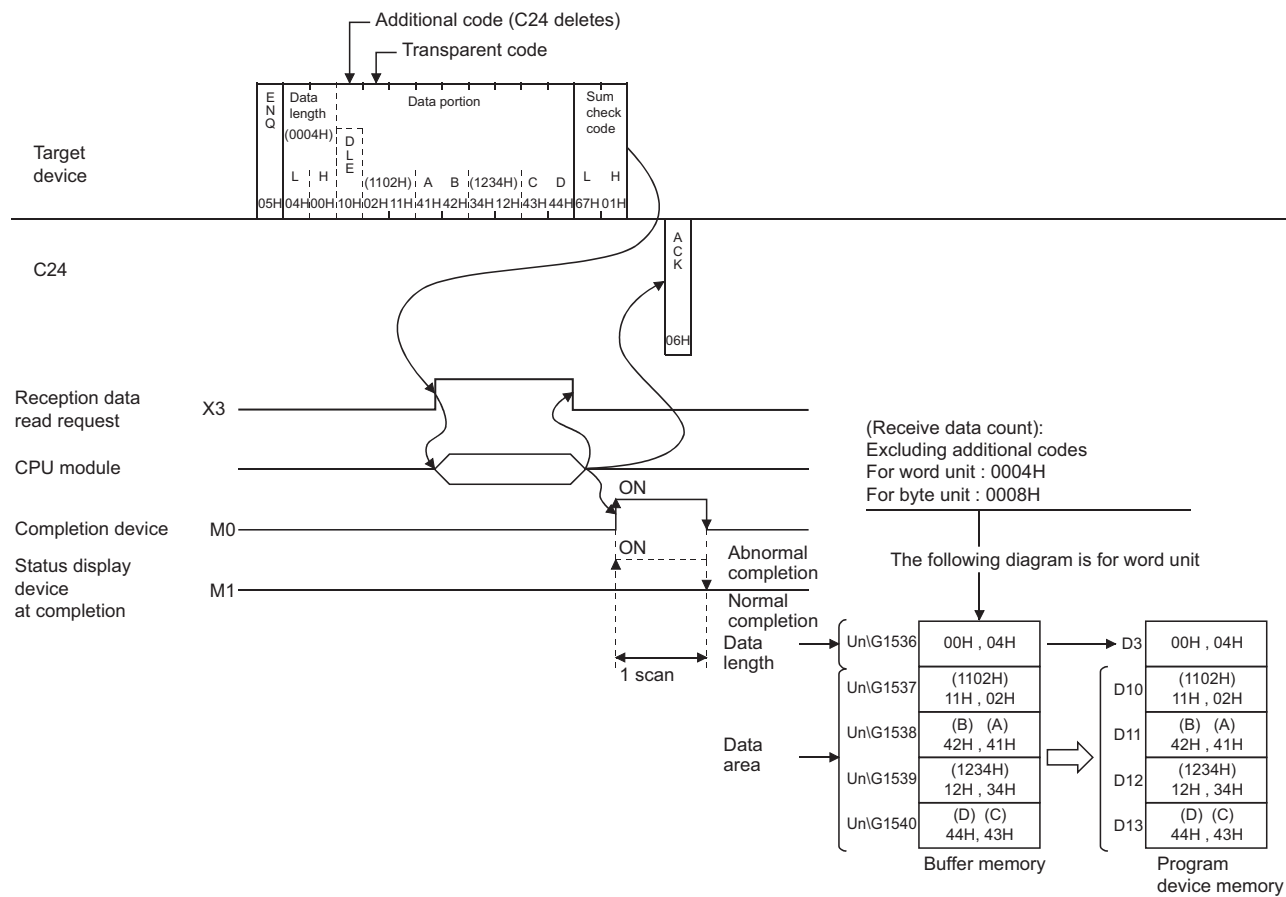 Additional code (C24 deletes)
Transparent code
Target
device
ENQ
Data
length
(0004H)
Data portion
Sum
check
code
DLE
L H (1102H) A B (1234H) C D L H
05H 04H 00H 10H 02H 11H 41H 42H 34H 12H 43H 44H 67H 01H
C24
ACK
06H
Reception data
read request
X3
CPU module
ON
Completion device M0
ON
Status display
device
at completion
M1
Abnormal
completion
Normal
completion
1 scan
(Receive data count):
Excluding additional codes
For word unit : 0004H
For byte unit : 0008H
The following diagram is for word unit
Data
length
Un\G1536 00H , 04H D3 00H , 04H
Data
area
(1102H) (1102H)
Un\G1537 11H , 02H D10 11H , 02H
(B) (A) (B) (A)
Un\G1538 42H , 41H D11 42H , 41H
(1234H) (1234H)
Un\G1539 12H , 34H D12 12H , 34H
(D) (C) (D) (C)
Un\G1540 44H, 43H D13 44H , 43H
Buffer memory
Program
device memory